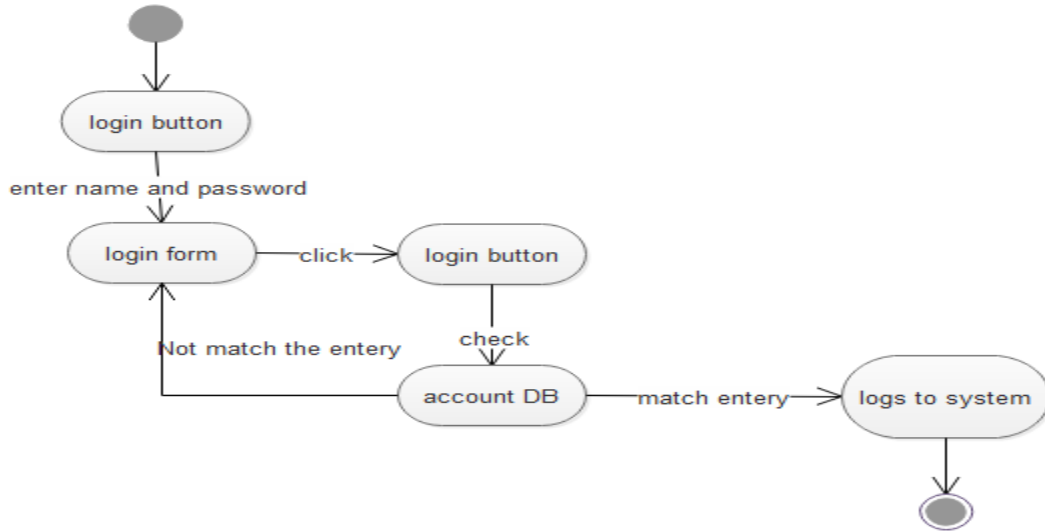 login button
enter name and password
login form
click
login button
check
Not match the entery
account DB
match entery
logs to system